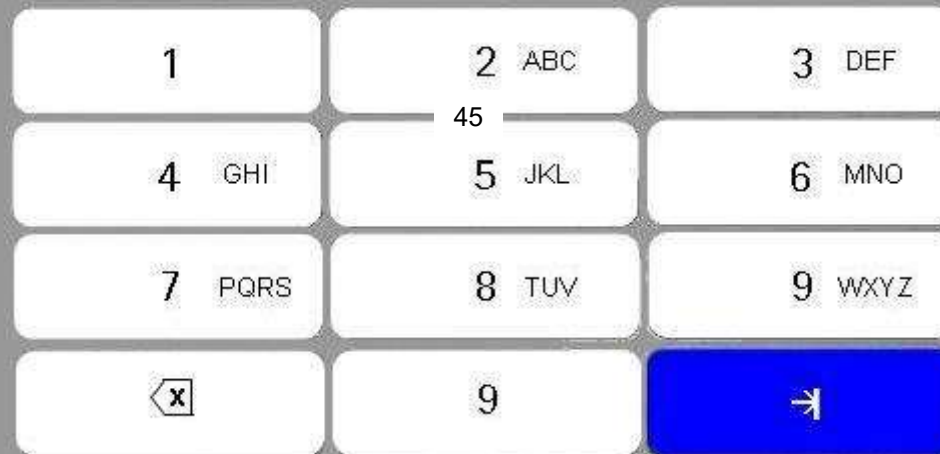 1 2 ABC 3 DEF
45
4 GHI 5 JKL 6 MNO
7 PQRS 8 TUV 9 WXYZ
x 9